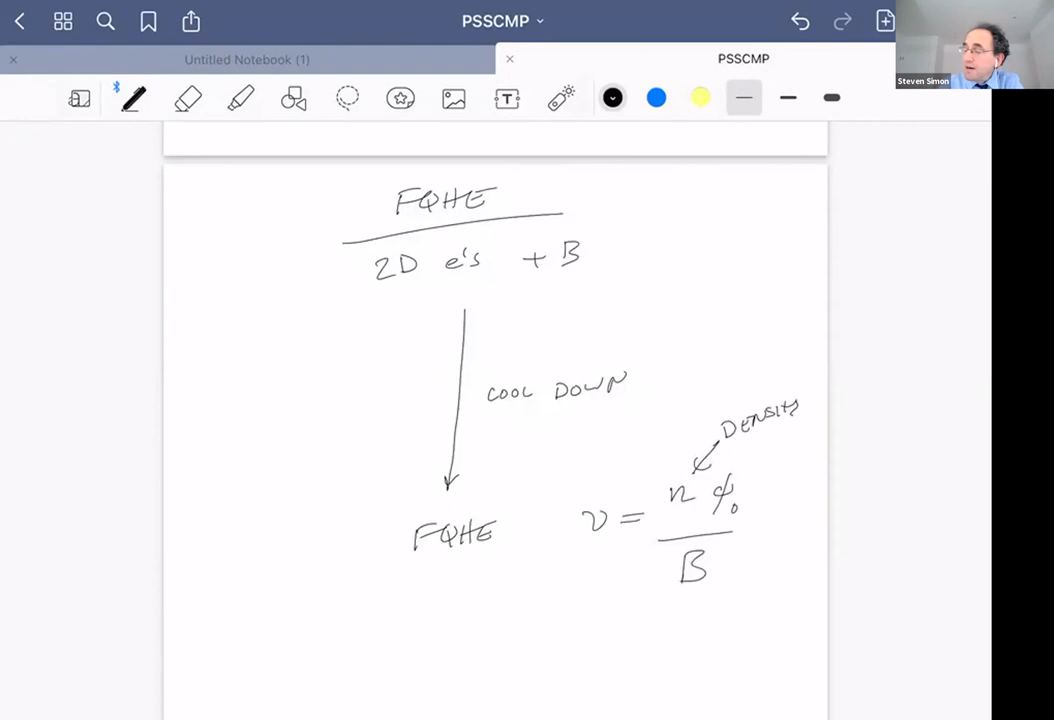 PSSCMP
Untitled Notebook (1)
PSSCMP
Steven Simon
T
FQHE
2D e's + B
COOL DOWN
DENSITY
FQHE ν = n ϕ₀
B